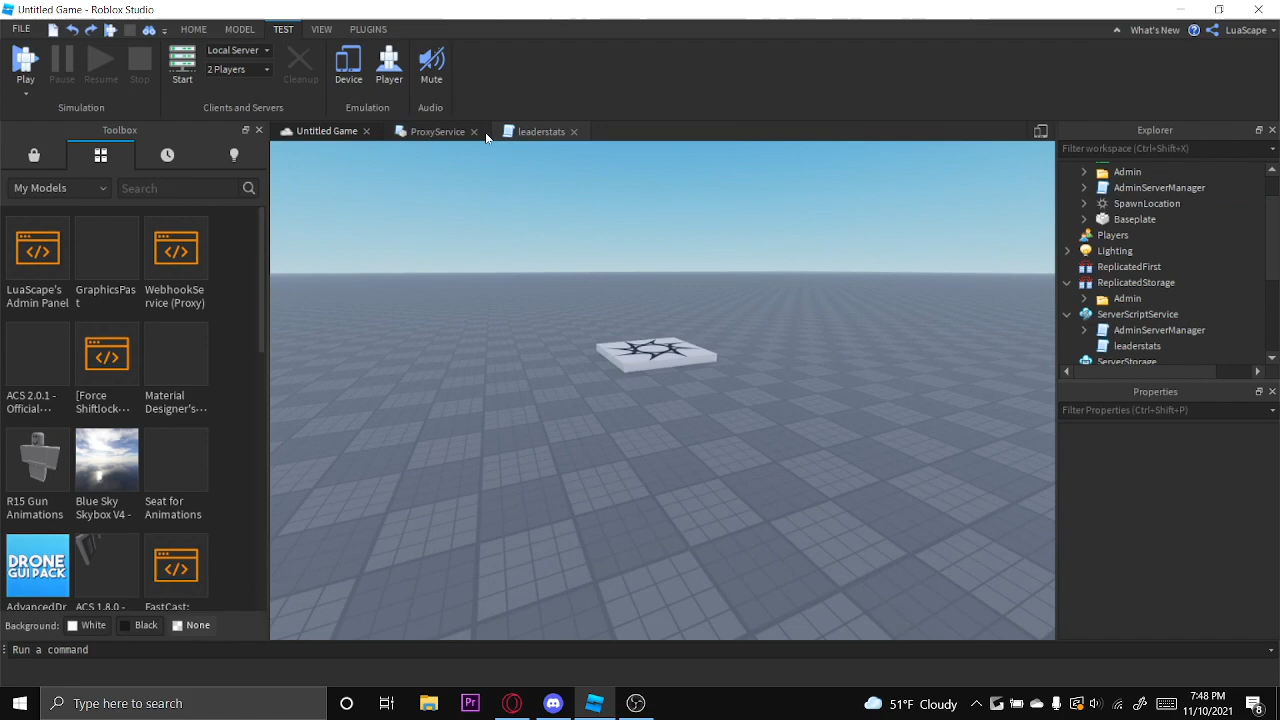 Untitled Game - Roblox Studio
FILE
HOME
MODEL
TEST
VIEW
PLUGINS
What's New
LuaScape
Play
Pause
Resume
Stop
Simulation
Start
Local Server
2 Players
Cleanup
Clients and Servers
Device
Player
Emulation
Mute
Audio
Toolbox
Untitled Game
ProxyService
leaderstats
Explorer
Filter workspace (Ctrl+Shift+X)
My Models
Search
LuaScape's
Admin Panel
GraphicsPas
t
WebhookService
(Proxy)
ACS 2.0.1 -
Official-···
[Force
Shiftlock-···
Material
Designer's···
R15 Gun
Animations
Blue Sky
Skybox V4 -
Seat for
Animations
DRONE
GUI PACK
AdvancedDr
ACS 1.8.0 -
FastCast:
Background:
White
Black
None
Admin
AdminServerManager
SpawnLocation
Baseplate
Players
Lighting
ReplicatedFirst
ReplicatedStorage
Admin
ServerScriptService
AdminServerManager
leaderstats
ServerStorage
Properties
Filter Properties (Ctrl+Shift+P)
Run a command
Type here to search
Pr
51°F Cloudy
7:48 PM
11/10/2021
8